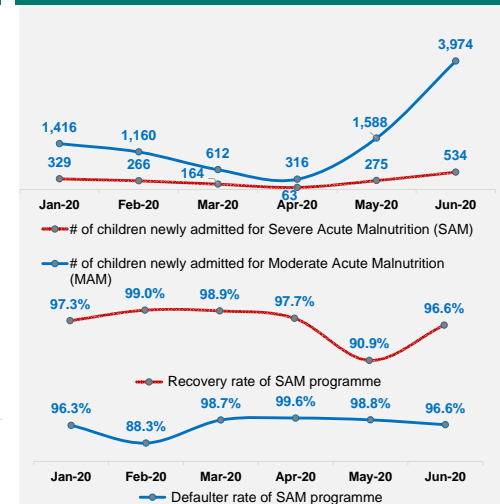 3,974
1,416
1,160
1,588
612
329
266
164
316
275
534
63
Jan-20 Feb-20 Mar-20 Apr-20 May-20 Jun-20
# of children newly admitted for Severe Acute Malnutrition (SAM)
# of children newly admitted for Moderate Acute Malnutrition
(MAM)
97.3% 99.0% 98.9% 97.7% 90.9% 96.6%
Recovery rate of SAM programme
96.3% 88.3% 98.7% 99.6% 98.8% 96.6%
Jan-20 Feb-20 Mar-20 Apr-20 May-20 Jun-20
Defaulter rate of SAM programme